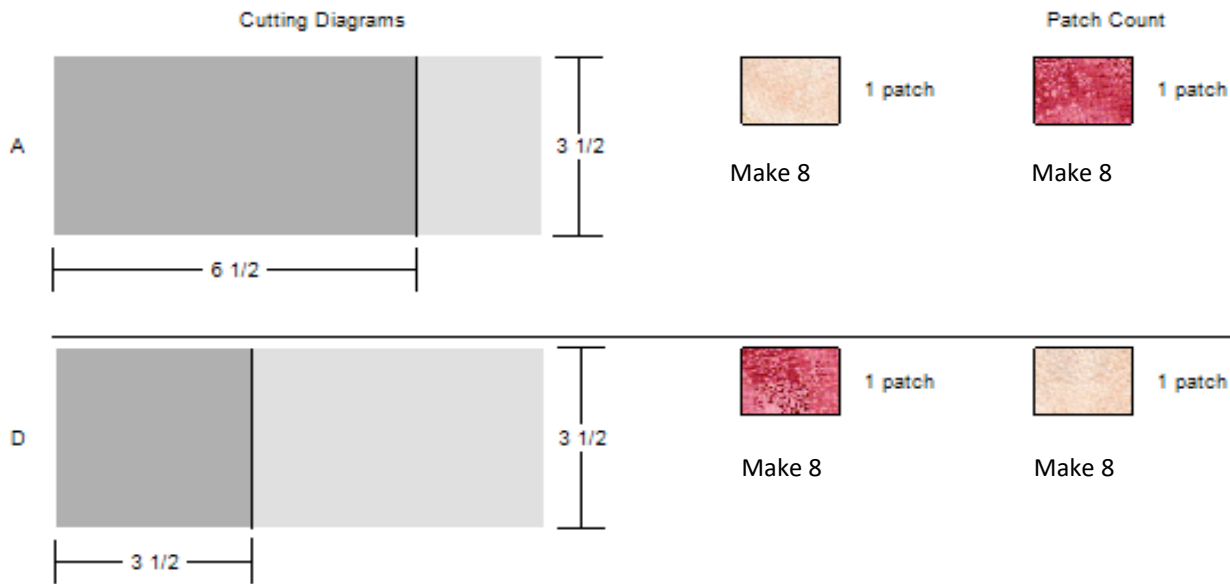 Cutting Diagrams
Patch Count
A
3 1/2
6 1/2
1 patch
Make 8
1 patch
Make 8
D
3 1/2
3 1/2
1 patch
Make 8
1 patch
Make 8